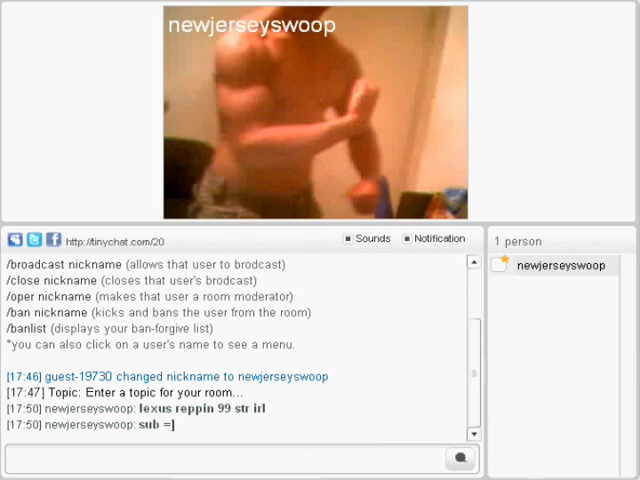 newjerseyswoop
http://tinychat.com/20
Sounds
Notification
1 person
newjerseyswoop
/broadcast nickname (allows that user to brodcast)
/close nickname (closes that user's brodcast)
/oper nickname (makes that user a room moderator)
/ban nickname (kicks and bans the user from the room)
/banlist (displays your ban-forgive list)
*you can also click on a user's name to see a menu.
[17:46] guest-19730 changed nickname to newjerseyswoop
[17:47] Topic: Enter a topic for your room...
[17:50] newjerseyswoop: lexus reppin 99 str irl
[17:50] newjerseyswoop: sub =]